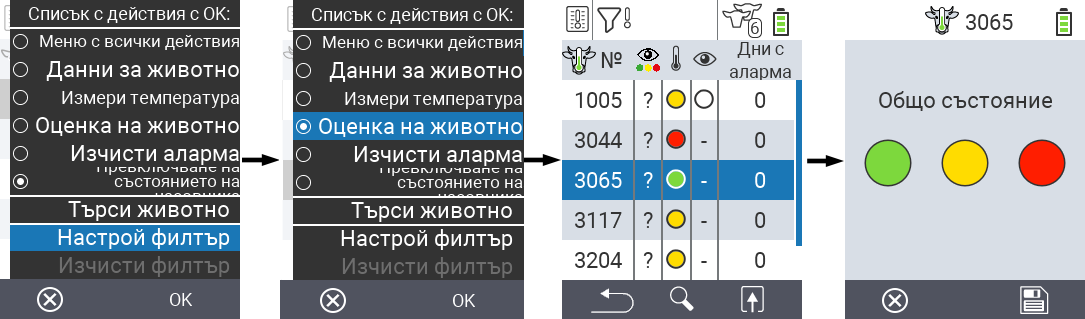 Списък с действия с OK:
Меню с всички действия
Данни за животно
Измери температура
Оценка на животно
Изчисти аларма
Превключване на
състоянието на
Търси животно
Настрой филтър
Изчисти филтър
OK
Списък с действия с OK:
Меню с всички действия
Данни за животно
Измери температура
Оценка на животно
Изчисти аларма
Превключване на
състоянието на
Търси животно
Настрой филтър
Изчисти филтър
OK
6
№ Дни с
аларма
1005 ? 0
3044 ? - 0
3065 ? - 0
3117 ? - 0
3204 ? - 0
3065
Общо състояние